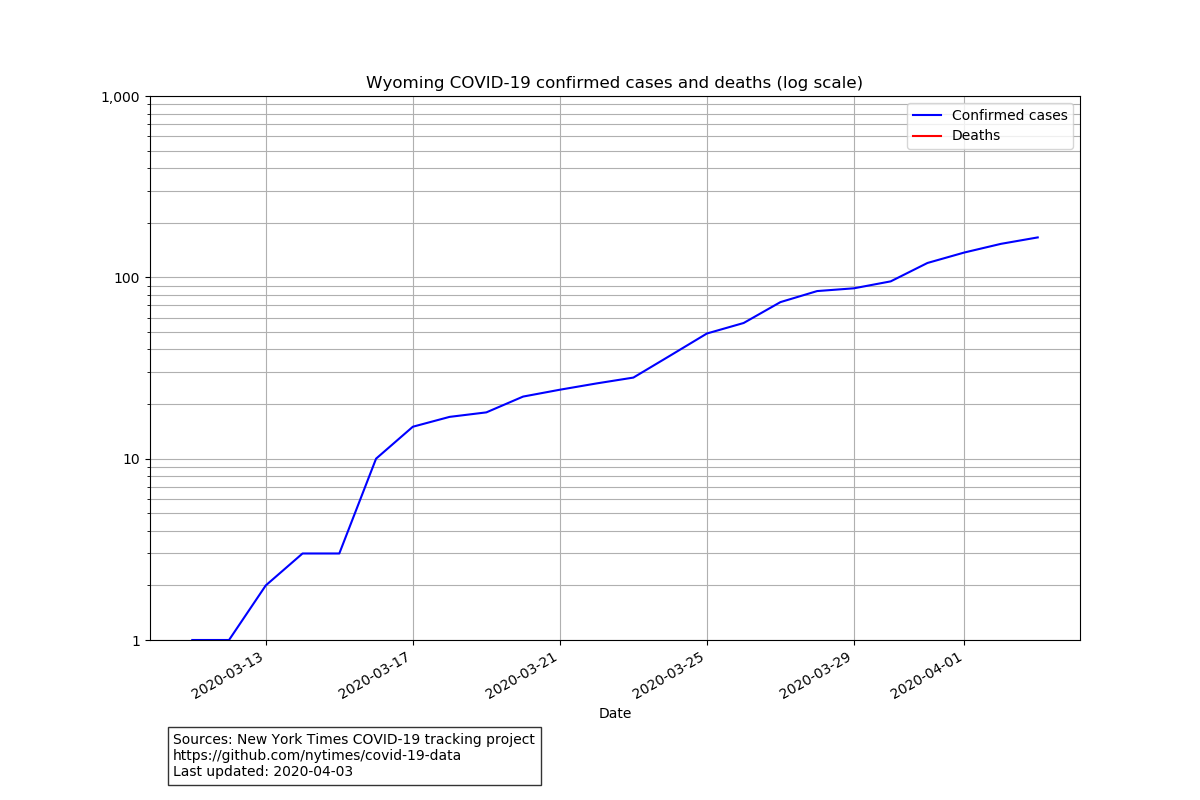 Wyoming COVID-19 confirmed cases and deaths (log scale)
1,000
100
10
1
Confirmed cases
Deaths
2020-03-13
2020-03-17
2020-03-21
2020-03-25
2020-03-29
2020-04-01
Date
Sources: New York Times COVID-19 tracking project
https://github.com/nytimes/covid-19-data
Last updated: 2020-04-03